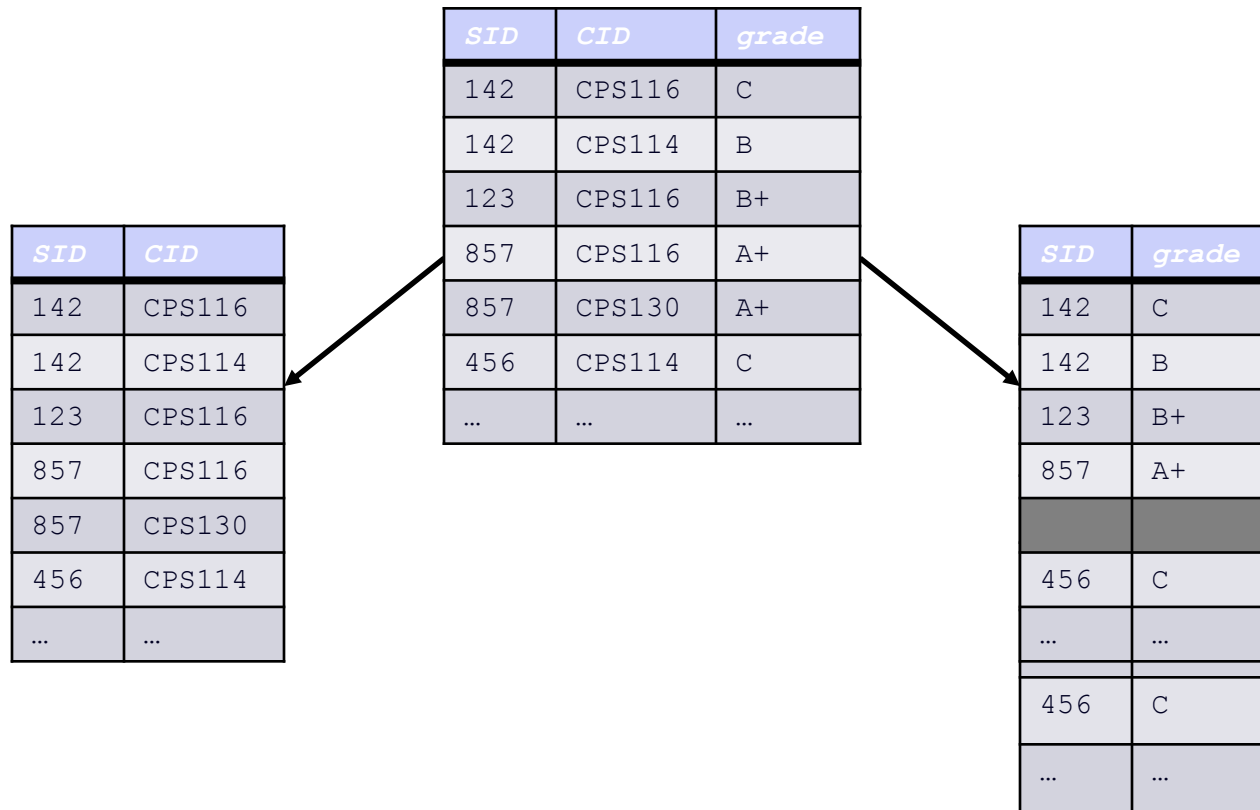 SID CID grade
142 CPS116 C
142 CPS114 B
123 CPS116 B+
857 CPS116 A+
857 CPS130 A+
456 CPS114 C
… … …
SID CID
142 CPS116
142 CPS114
123 CPS116
857 CPS116
857 CPS130
456 CPS114
… …
SID grade
142 C
142 B
123 B+
857 A+
456 C
… …
456 C
… …